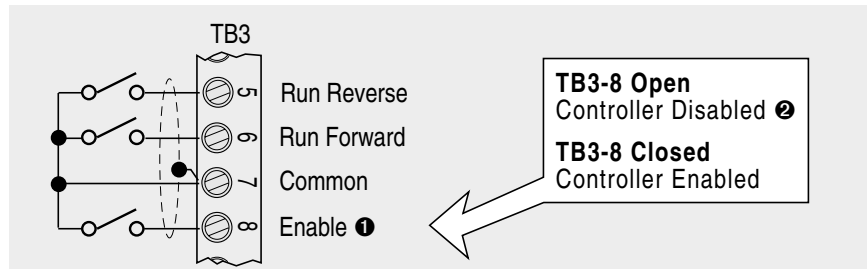 TB3
5 Run Reverse
6 Run Forward
7 Common
8 Enable ❶
TB3-8 Open
Controller Disabled ❷
TB3-8 Closed
Controller Enabled